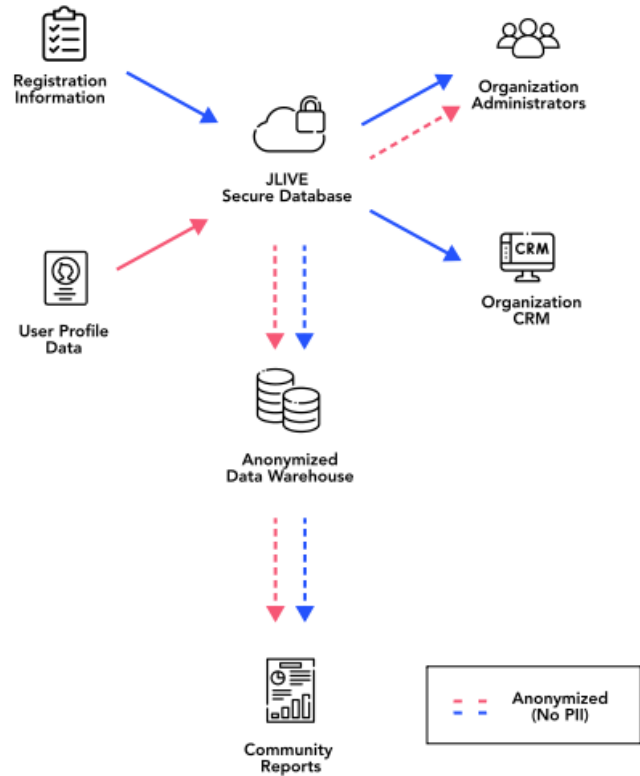 Registration
Information
Organization
Administrators
JLIVE
Secure Database
CRM
User Profile
Data
Organization
CRM
Anonymized
Data Warehouse
Anonymized
(No PII)
Community
Reports